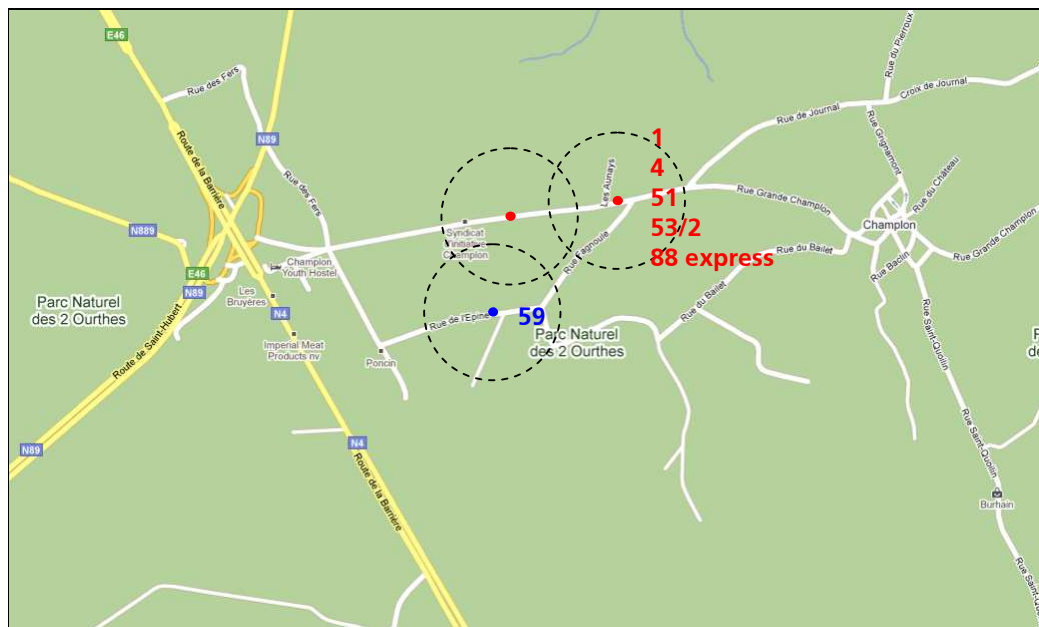 E46
Rue des Fers
Route de la Barrière
N89
Rue des Fers
N889
E46
N89
Champlon
Youth Hostel
Les
Bruyères
N4
Imperial Meat
Products nv
Parc Naturel
des 2 Ourthes
Route de Saint-Hubert
N89
N4
Route de la Barrière
Syndicat
d'Initiative
Champlon
Rue de l'Epine
Poncin
59
Rue Fagnoule
Les Aunays
1
4
51
53/2
88 express
Parc Naturel
des 2 Ourthes
Rue du Bailet
Rue du Bailet
Rue Grande Champlon
Rue de Journal
Croix de Journal
Rue du Pierroux
Rue Grignamont
Rue du Château
Champlon
Rue Grande Champlon
Rue Baclin
Rue Saint-Quoilin
Rue Saint-Quoilin
Burhain
P
de